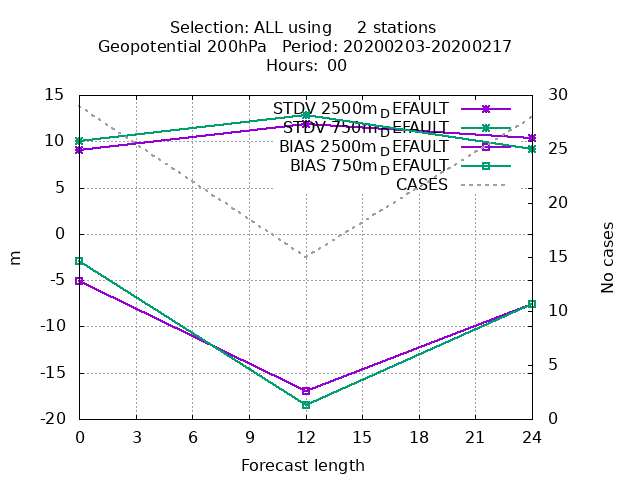 Selection: ALL using     2 stations
Geopotential 200hPa   Period: 20200203-20200217
Hours:  00
STDV 2500m_DEFAULT
STDV 750m_DEFAULT
BIAS 2500m_DEFAULT
BIAS 750m_DEFAULT
CASES
15
10
5
0
-5
-10
-15
-20
m
30
25
20
15
10
5
0
No cases
0 3 6 9 12 15 18 21 24
Forecast length